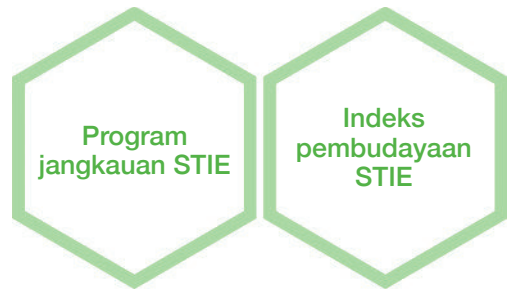 Program
jangkauan STIE
Indeks
pembudayaan
STIE